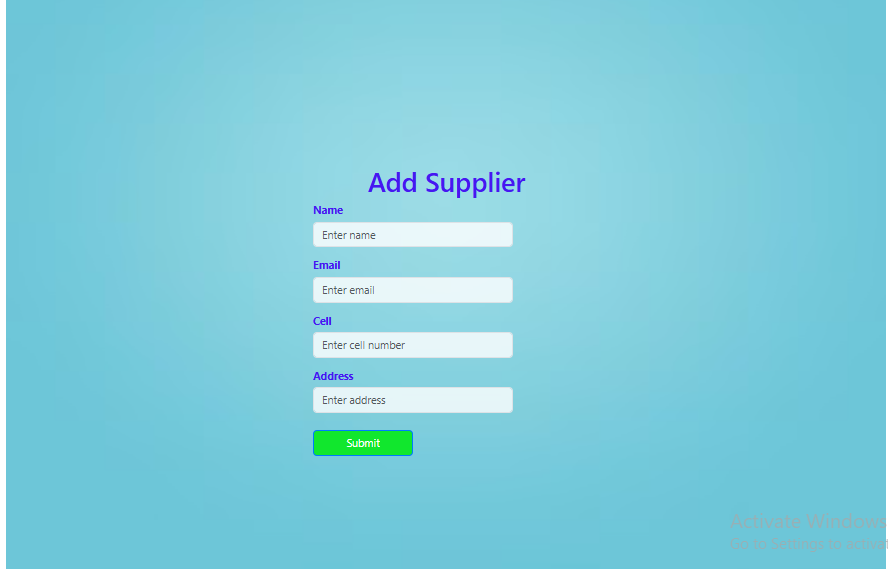 Add Supplier
Name
Enter name
Email
Enter email
Cell
Enter cell number
Address
Enter address
Submit
Activate Windows
Go to Settings to activat